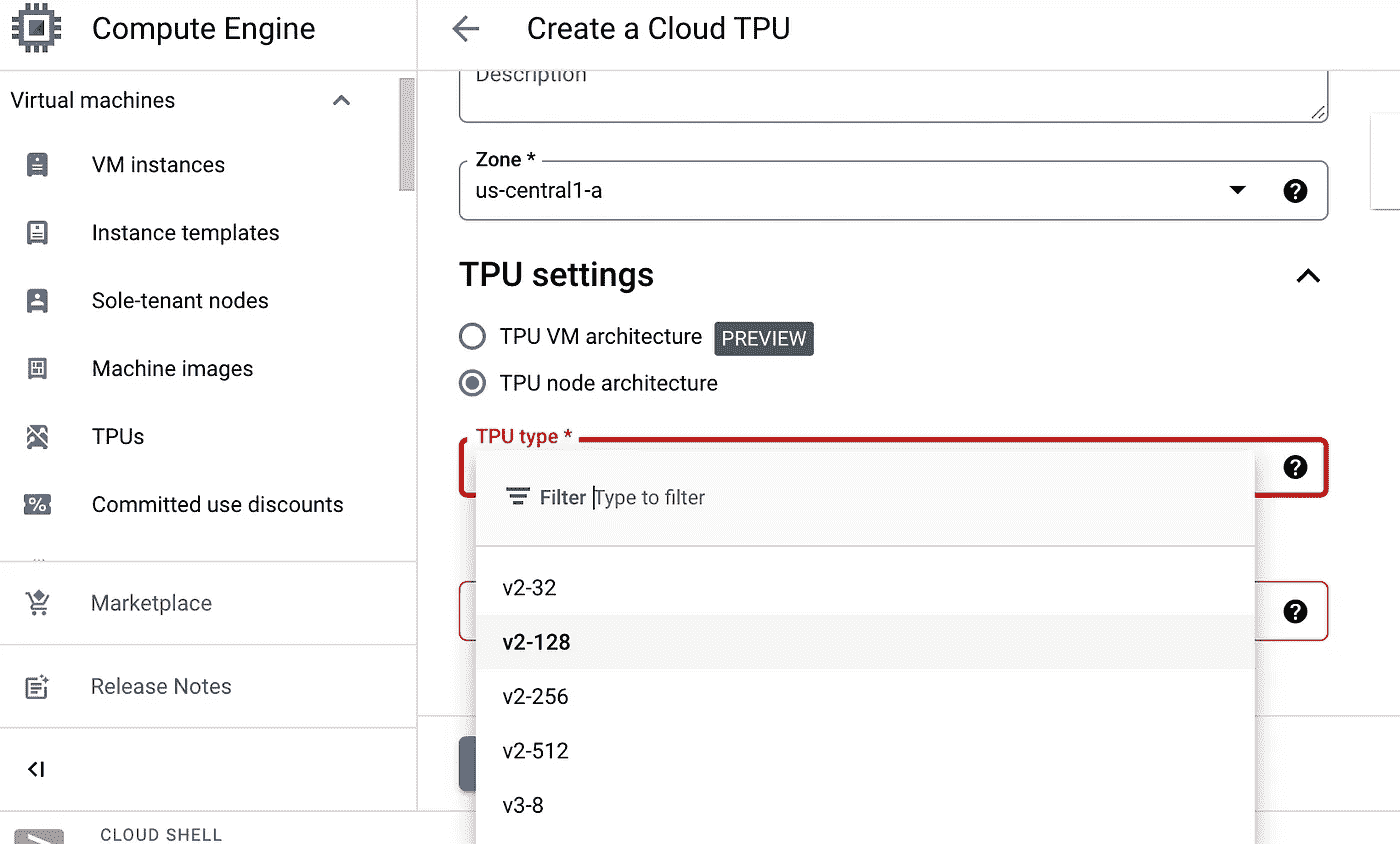 Compute Engine
Create a Cloud TPU
Virtual machines
VM instances
Instance templates
Sole-tenant nodes
Machine images
TPUs
Committed use discounts
Marketplace
Release Notes
CLOUD SHELL
Description
Zone *
us-central1-a
TPU settings
TPU VM architecture PREVIEW
TPU node architecture
TPU type *
Filter Type to filter
v2-32
v2-128
v2-256
v2-512
v3-8